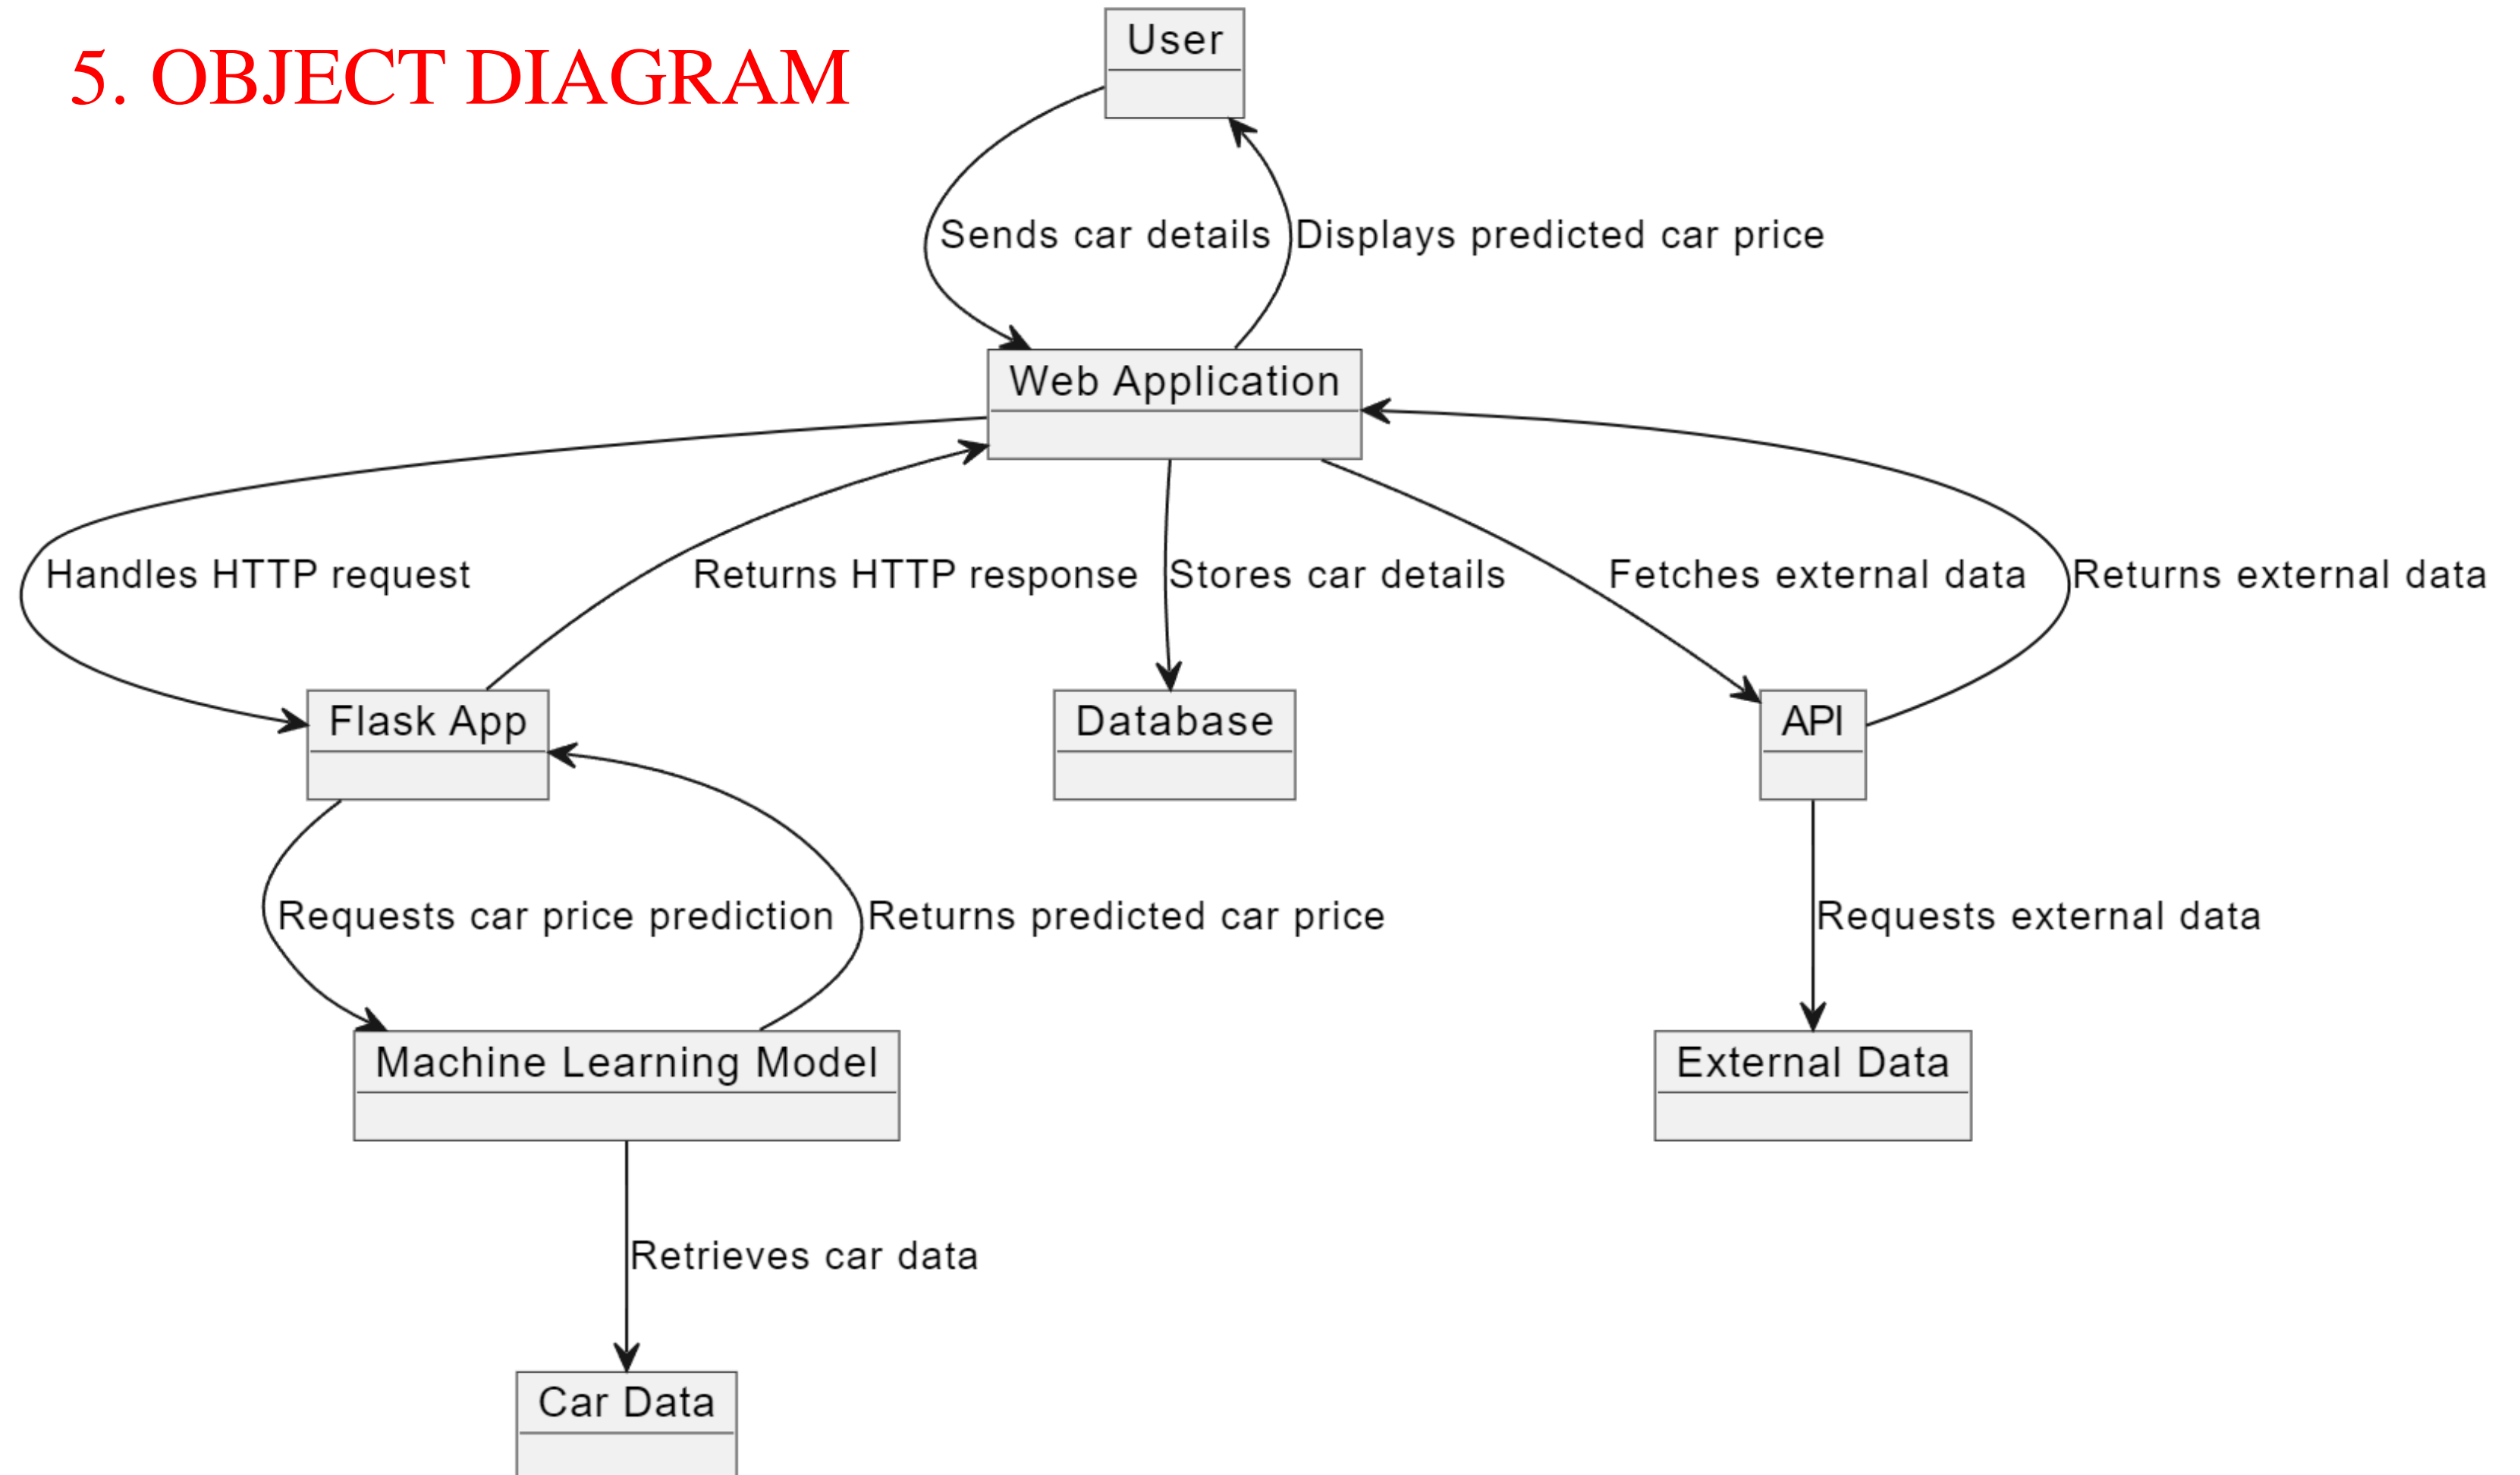 5. OBJECT DIAGRAM
User
Sends car details
Displays predicted car price
Web Application
Handles HTTP request
Returns HTTP response
Stores car details
Fetches external data
Returns external data
Flask App
Database
API
Requests car price prediction
Returns predicted car price
Requests external data
Machine Learning Model
External Data
Retrieves car data
Car Data